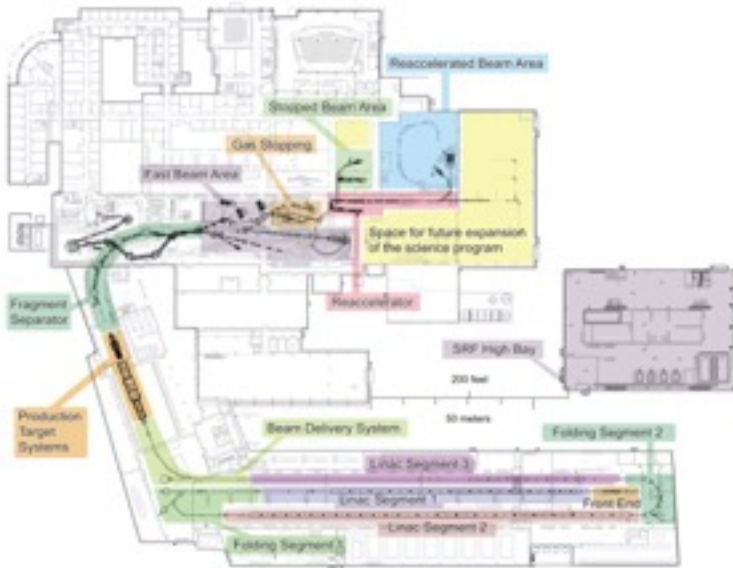 Reaccelerated Beam Area
Stopped Beam Area
Gas Stopping
Fast Beam Area
Space for future expansion
of the science program
Fragment
Separator
Reaccelerator
SRF High Bay
200 feet
50 meters
Production
Target
Systems
Beam Delivery System
Folding Segment 2
Linac Segment 3
Linac Segment 1
Front End
Linac Segment 2
Folding Segment 1